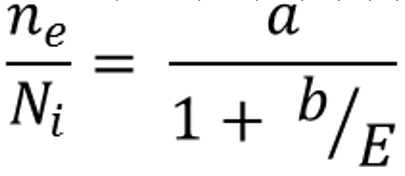 n_e / N_i = a / (1 + b/E)